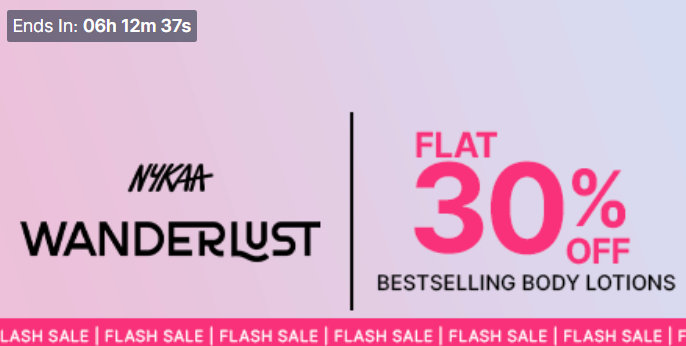 Ends In: 06h 12m 37s
NYKAA
WANDERLUST
FLAT
30%
OFF
BESTSELLING BODY LOTIONS
LASH SALE | FLASH SALE | FLASH SALE | FLASH SALE | FLASH SALE | FLASH SALE | F